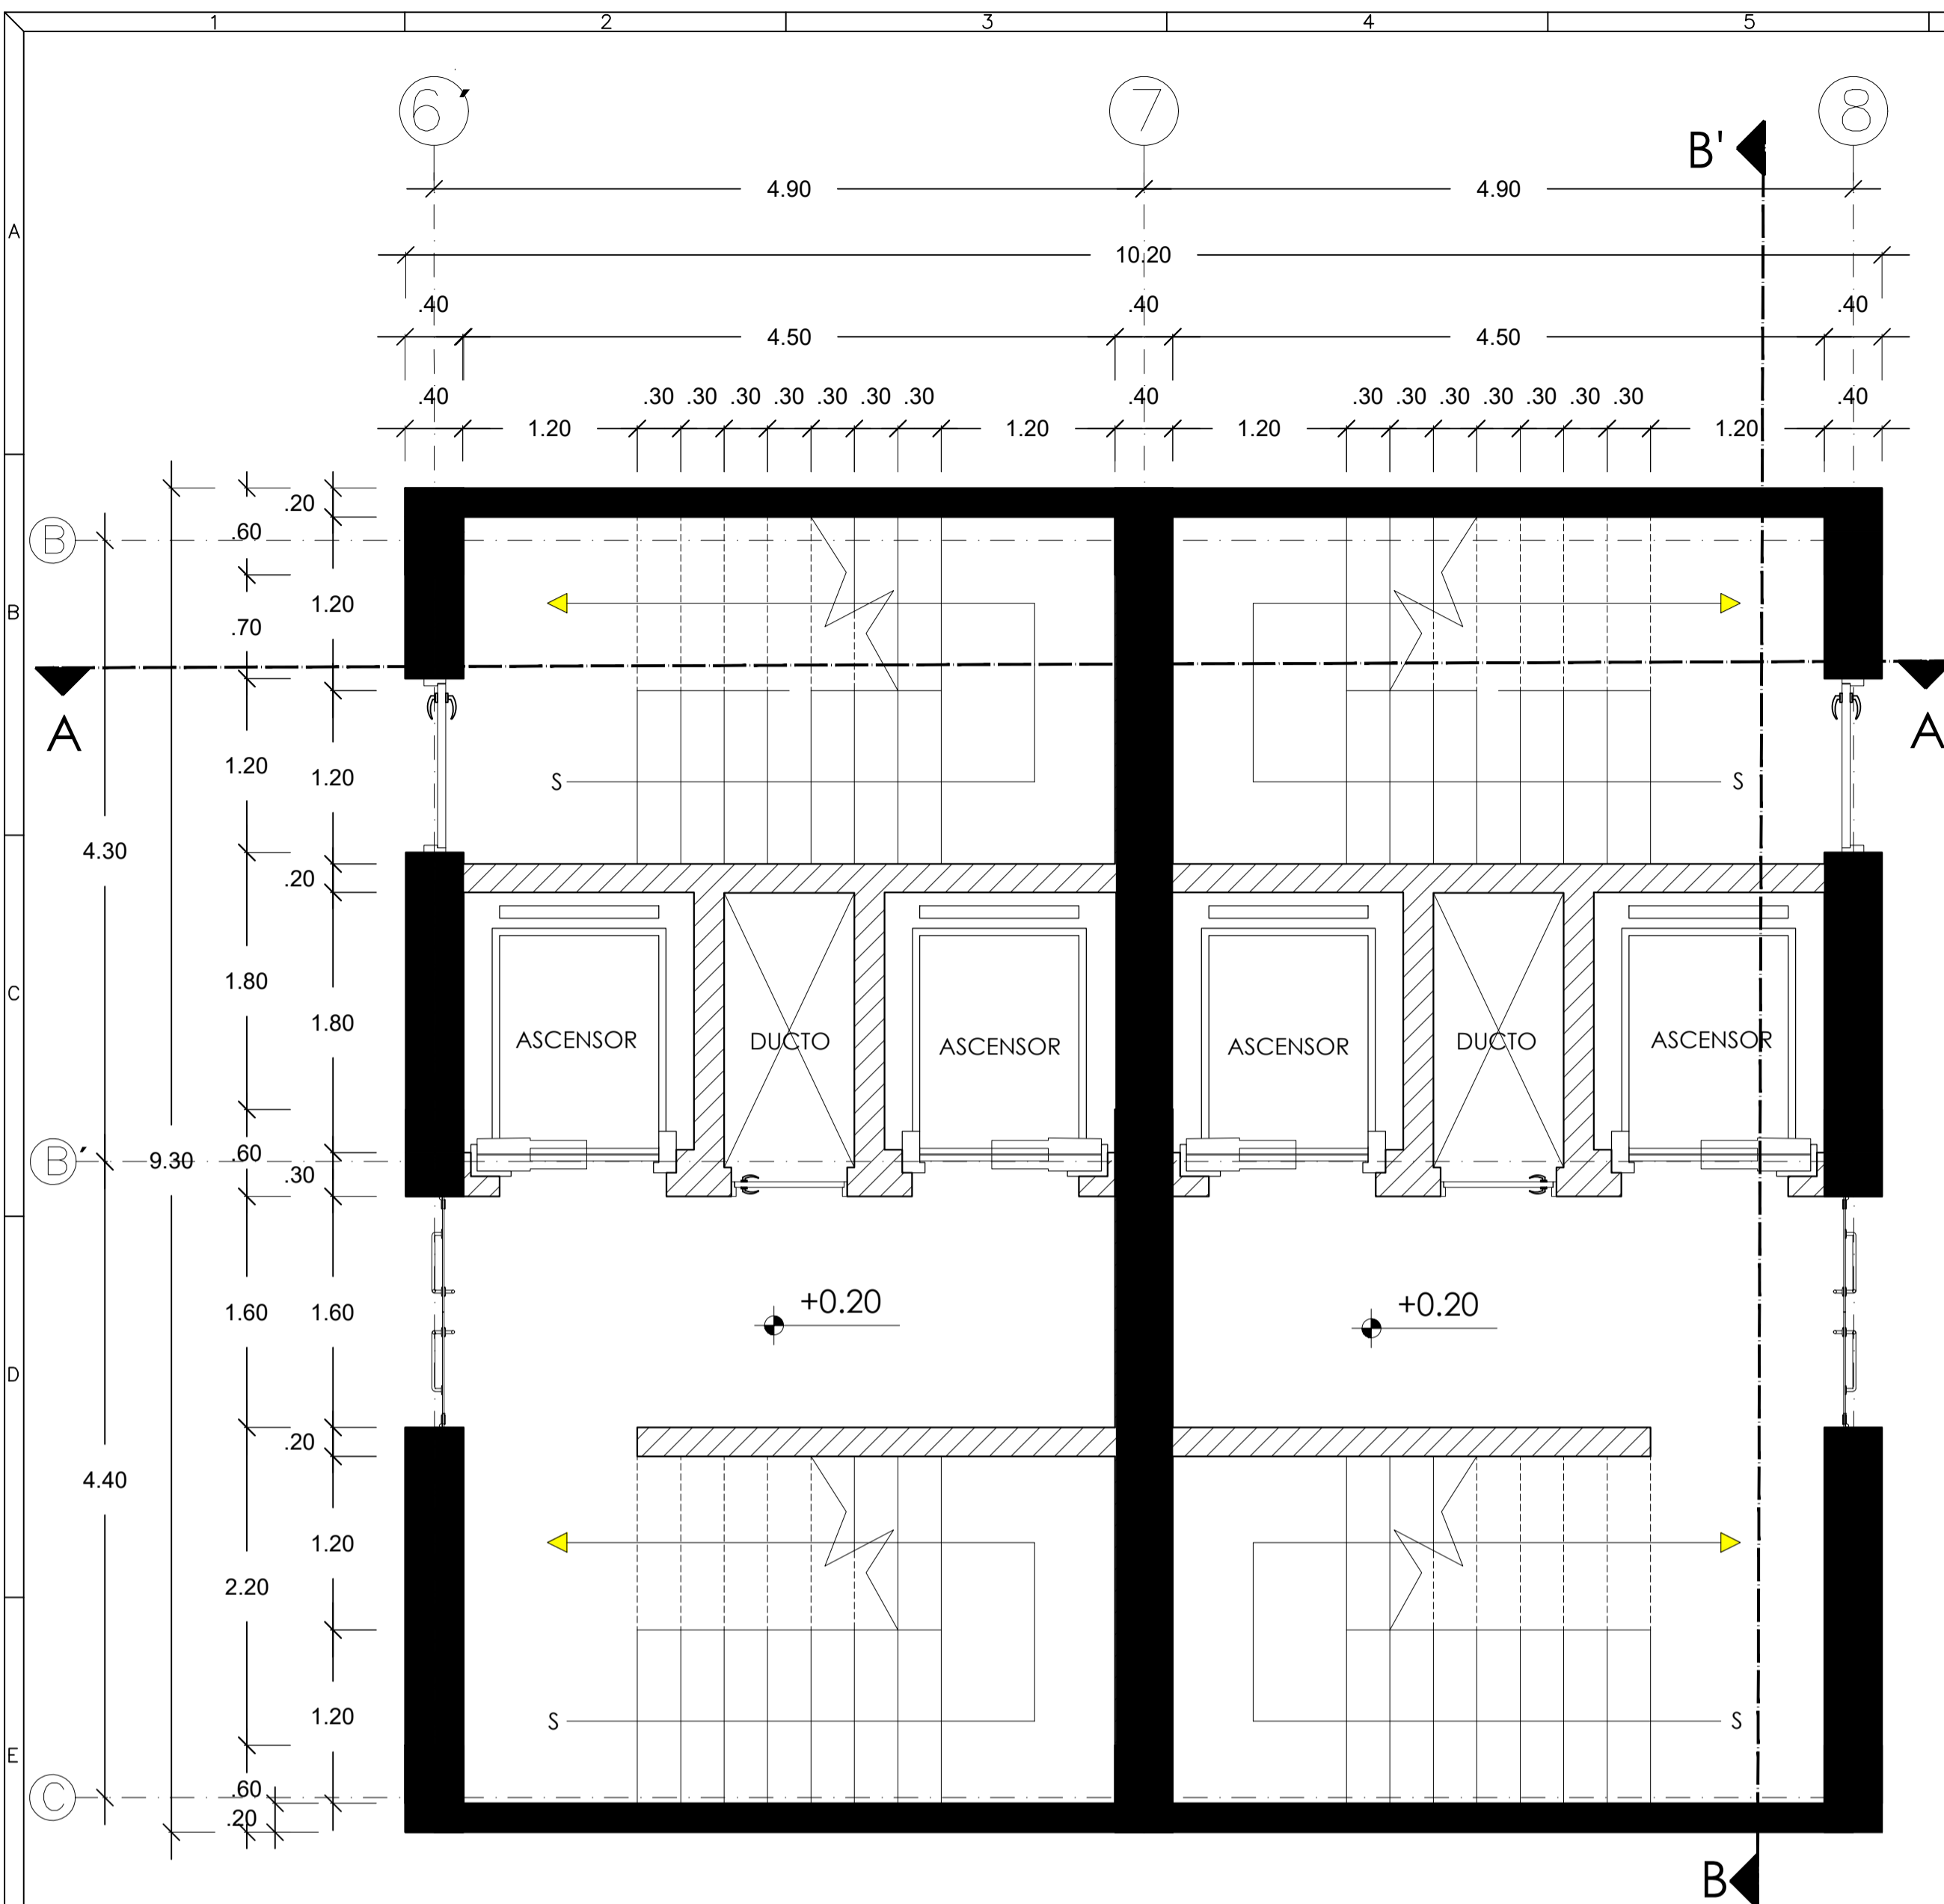 1 2 3 4 5
6´ 7 8
B'
4.90 4.90
A
10.20
.40 .40 .40
4.50 4.50
.40 .30 .30 .30 .30 .30 .30 .30 .40 .30 .30 .30 .30 .30 .30 .30 .40
1.20 1.20 1.20 1.20
.20
B .60
1.20
B
.70
A A
1.20 1.20
S S
4.30
.20
1.80
C
1.80
ASCENSOR DUCTO ASCENSOR ASCENSOR DUCTO ASCENSOR
B´ 9.30 .60
.30
+0.20 +0.20
1.60 1.60
D
.20
4.40
1.20
2.20
1.20
S S
E
.60
C
.20
B